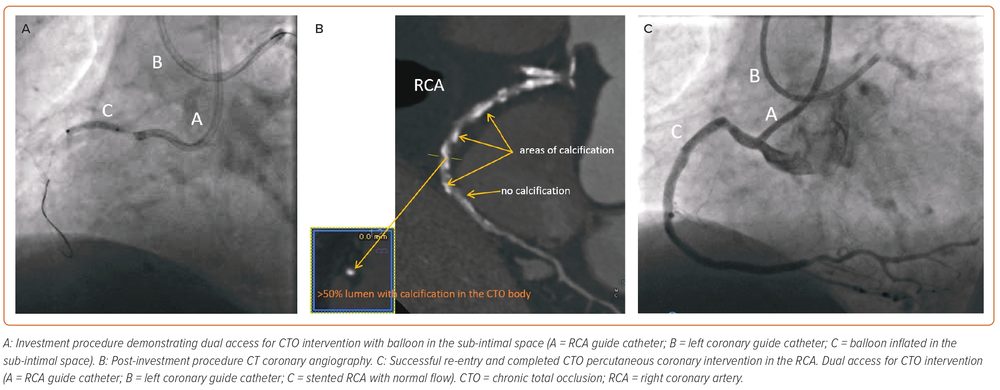 A
B
C
A
B
C
RCA
areas of calcification
no calcification
0.0 mm
>50% lumen with calcification in the CTO body
S
W
C
C
B
A
C
A: Investment procedure demonstrating dual access for CTO intervention with balloon in the sub-intimal space (A = RCA guide catheter; B = left coronary guide catheter; C = balloon inflated in the
sub-intimal space). B: Post-investment procedure CT coronary angiography. C: Successful re-entry and completed CTO percutaneous coronary intervention in the RCA. Dual access for CTO intervention
(A = RCA guide catheter; B = left coronary guide catheter; C = stented RCA with normal flow). CTO = chronic total occlusion; RCA = right coronary artery.